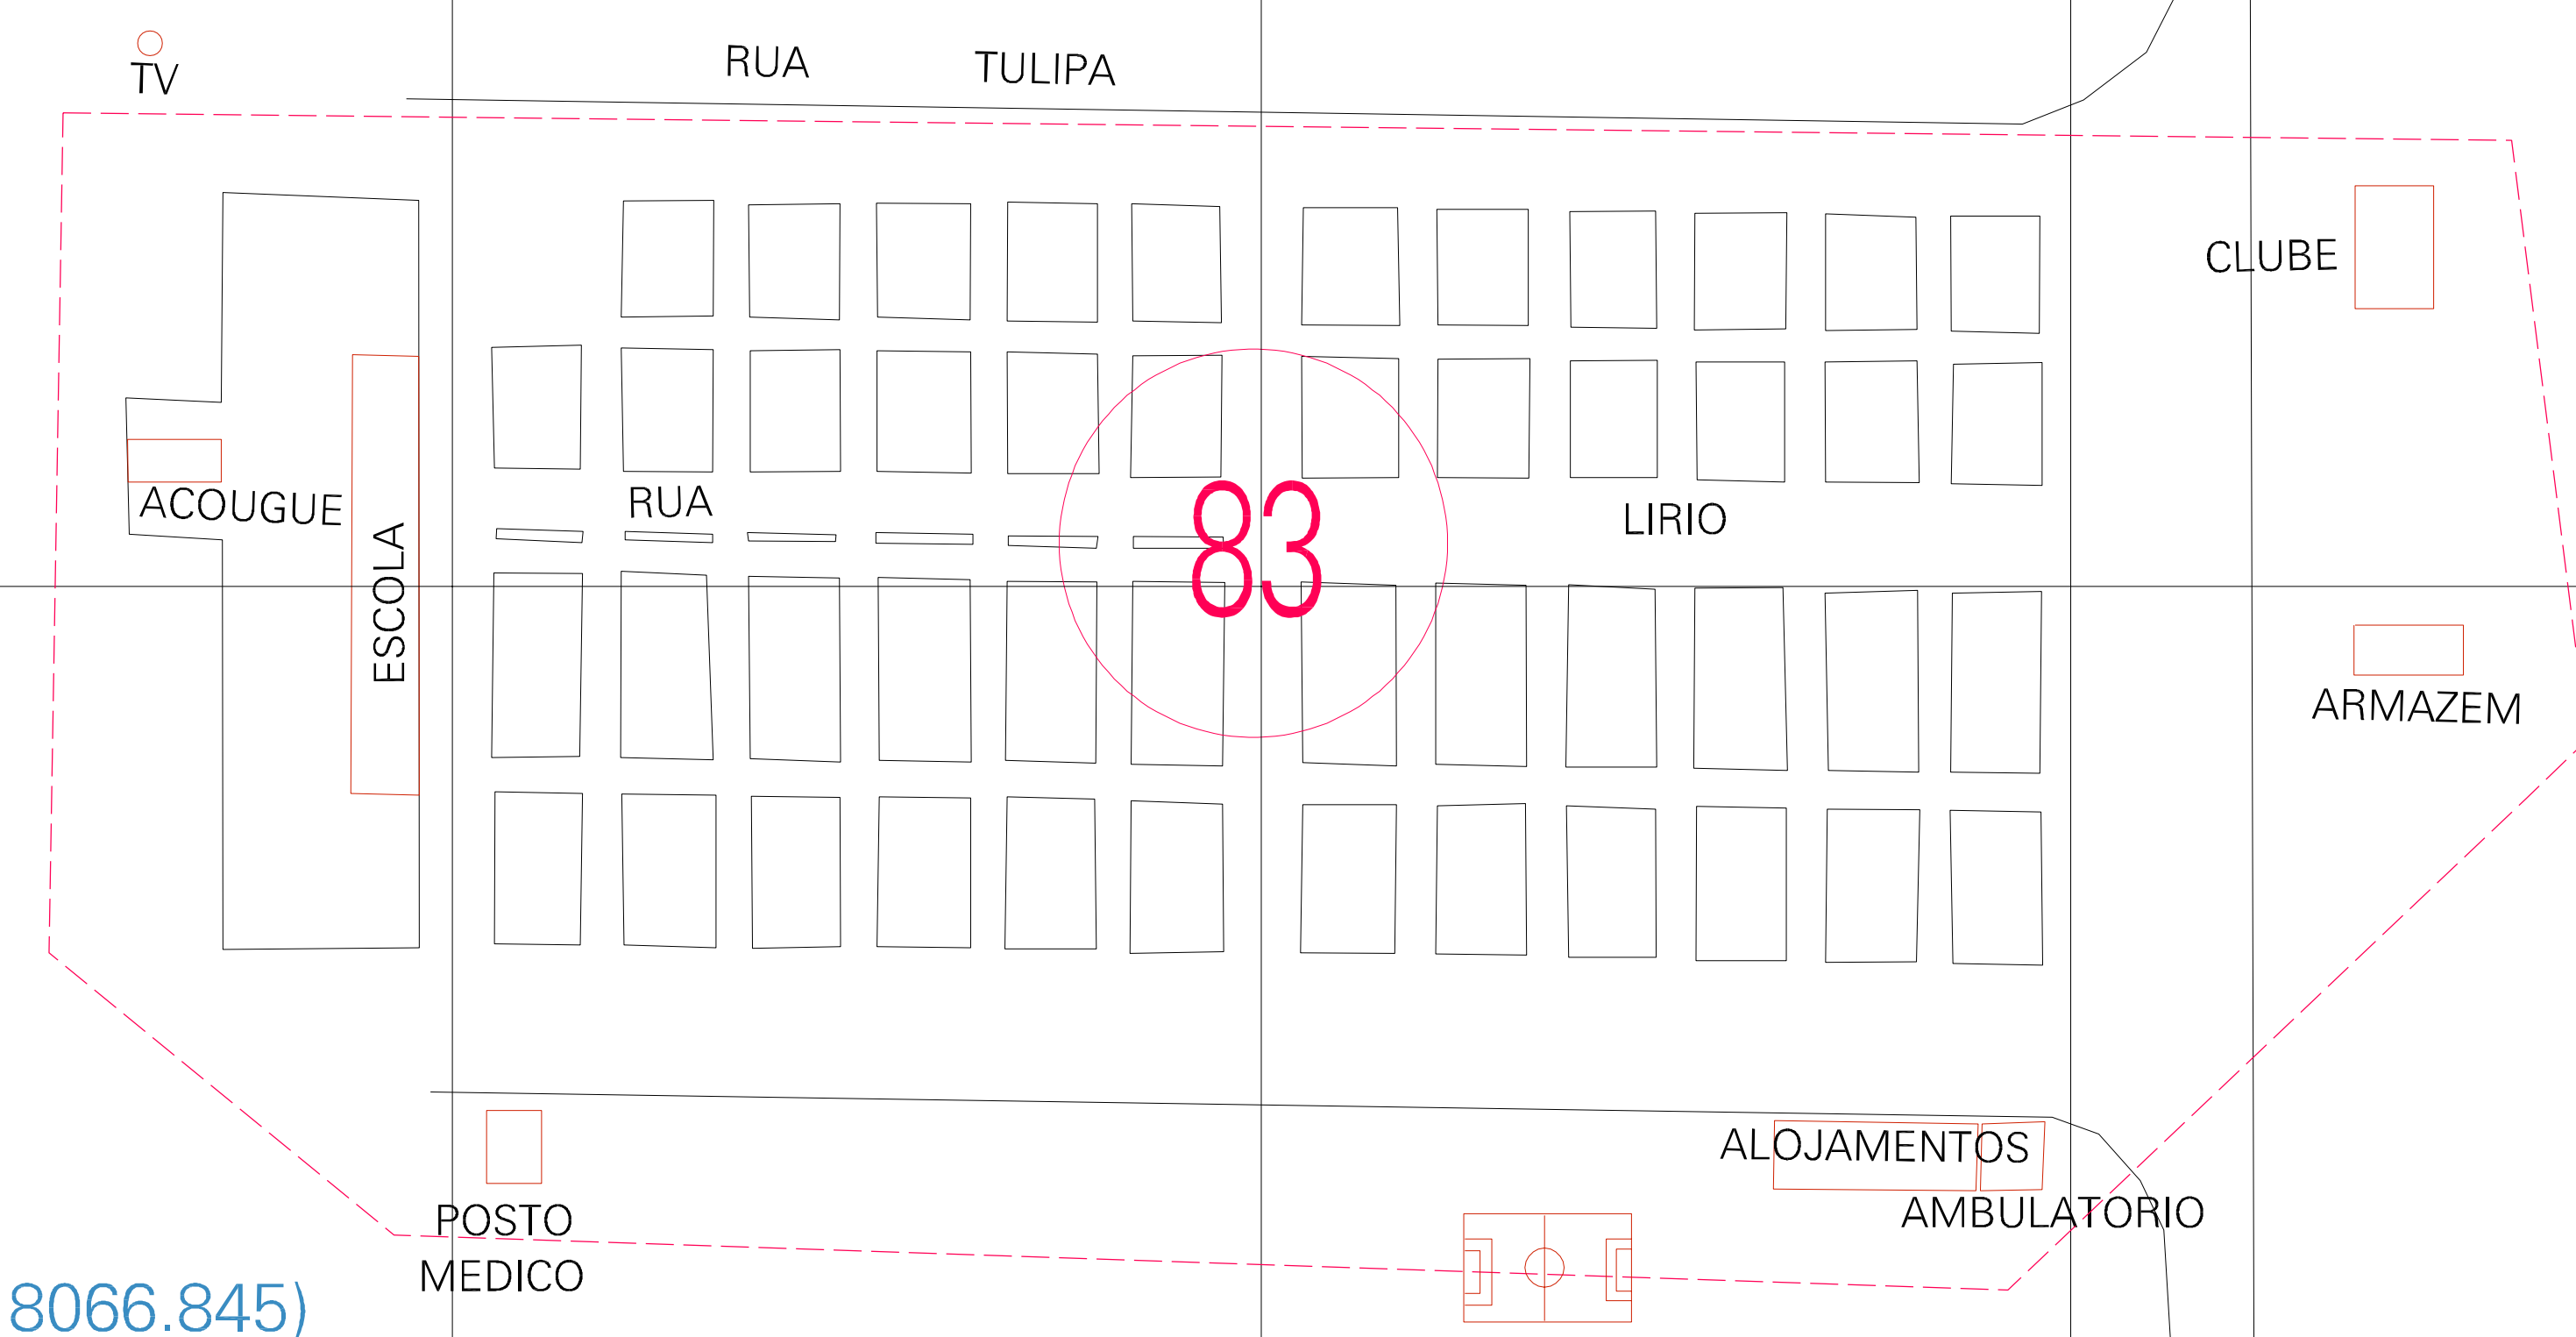 TV
RUA TULIPA
CLUBE
ACOUGUE
RUA LIRIO
83
ESCOLA
ARMAZEM
ALOJAMENTOS
AMBULATORIO
POSTO
MEDICO
8066.845)